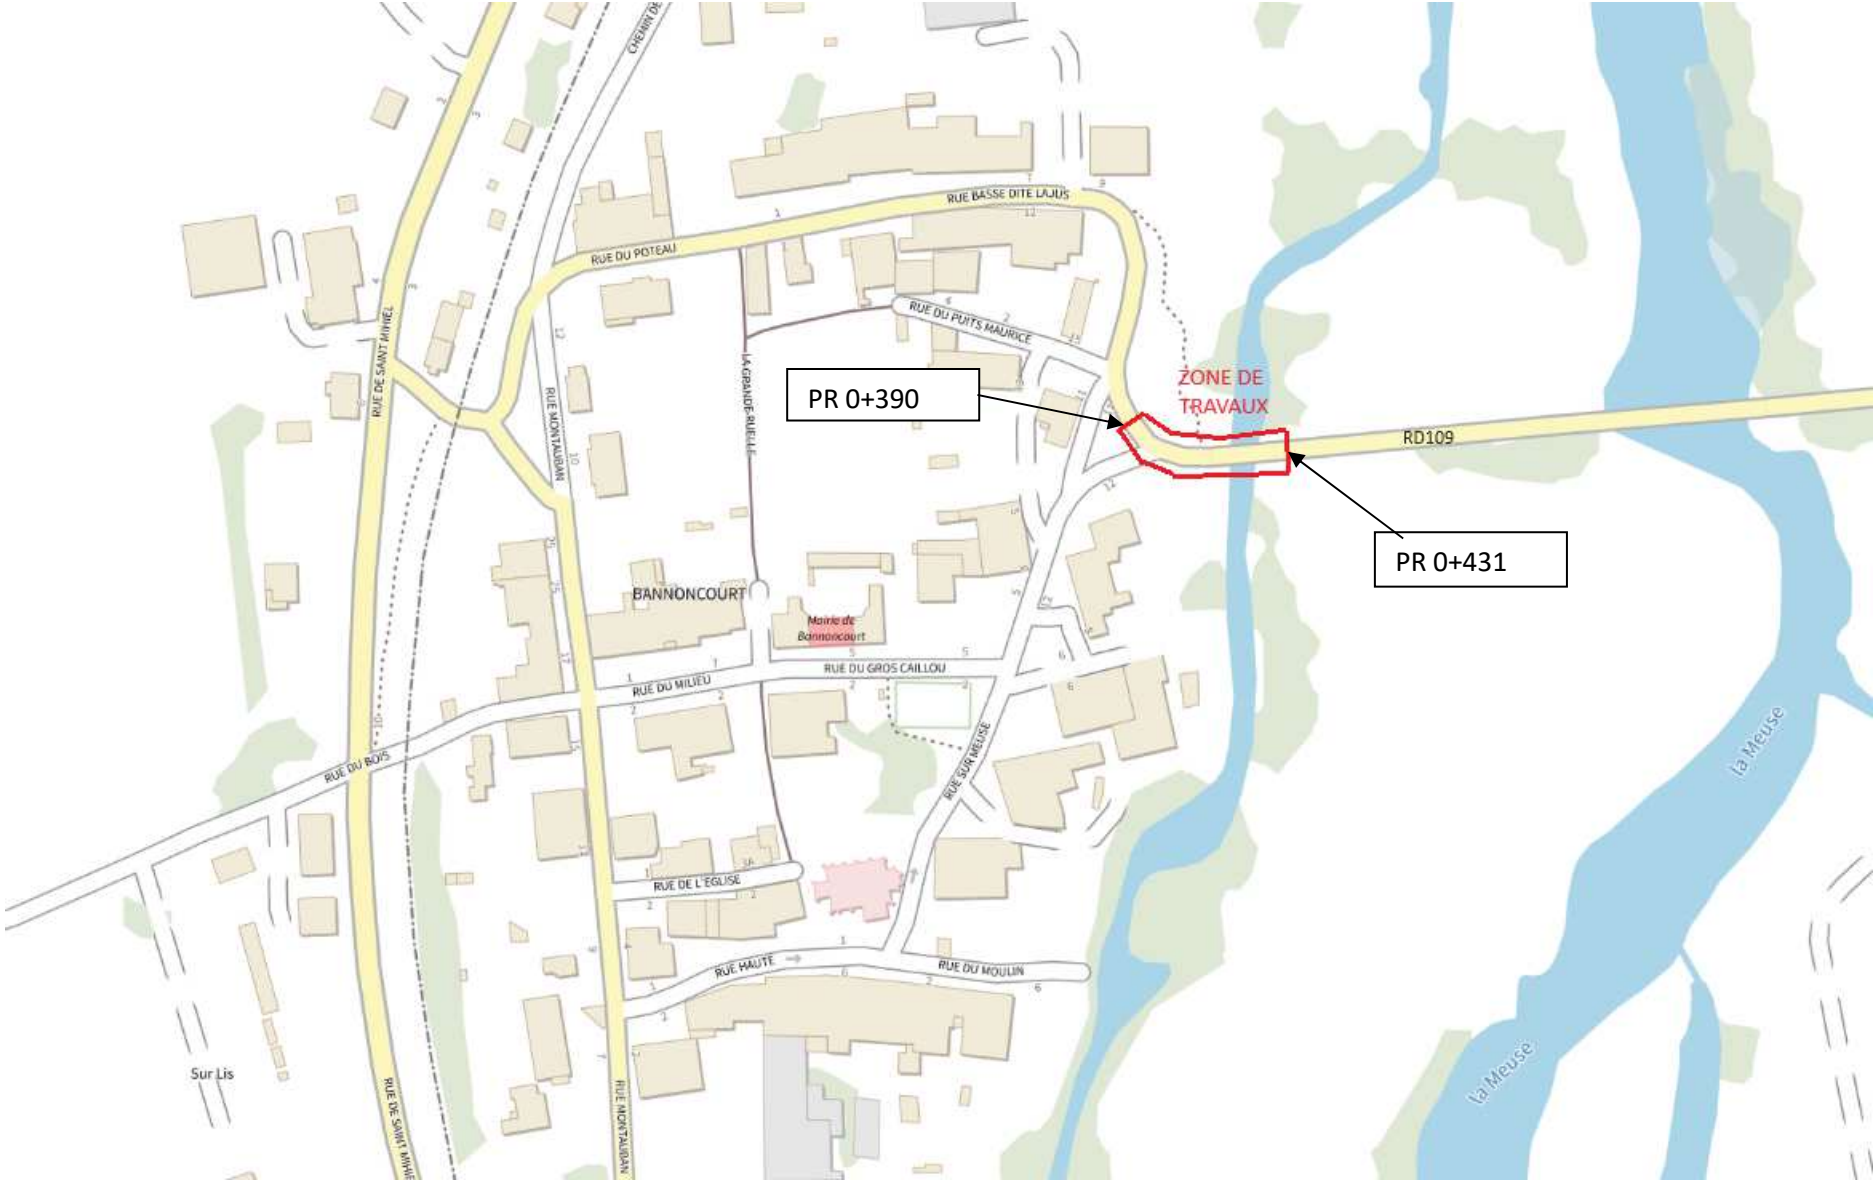 CHEMIN DE
RUE BASSE DITE LAJUS
RUE DU POTEAU
RUE DE SAINT MIHIEL
RUE DU PUITS MAURICE
LA GRANDE RUELLE
RUE MONTAUBAN
PR 0+390
ZONE DE
TRAVAUX
RD109
PR 0+431
BANNONCOURT
Mairie de
Bannoncourt
RUE DU GROS CAILLOU
RUE DU MILIEU
RUE DU BOIS
RUE SUR MEUSE
la Meuse
RUE DE L'EGLISE
RUE HAUTE
RUE DU MOULIN
Sur Lis
la Meuse
RUE DE SAINT MIHIE
RUE MONTAUBAN